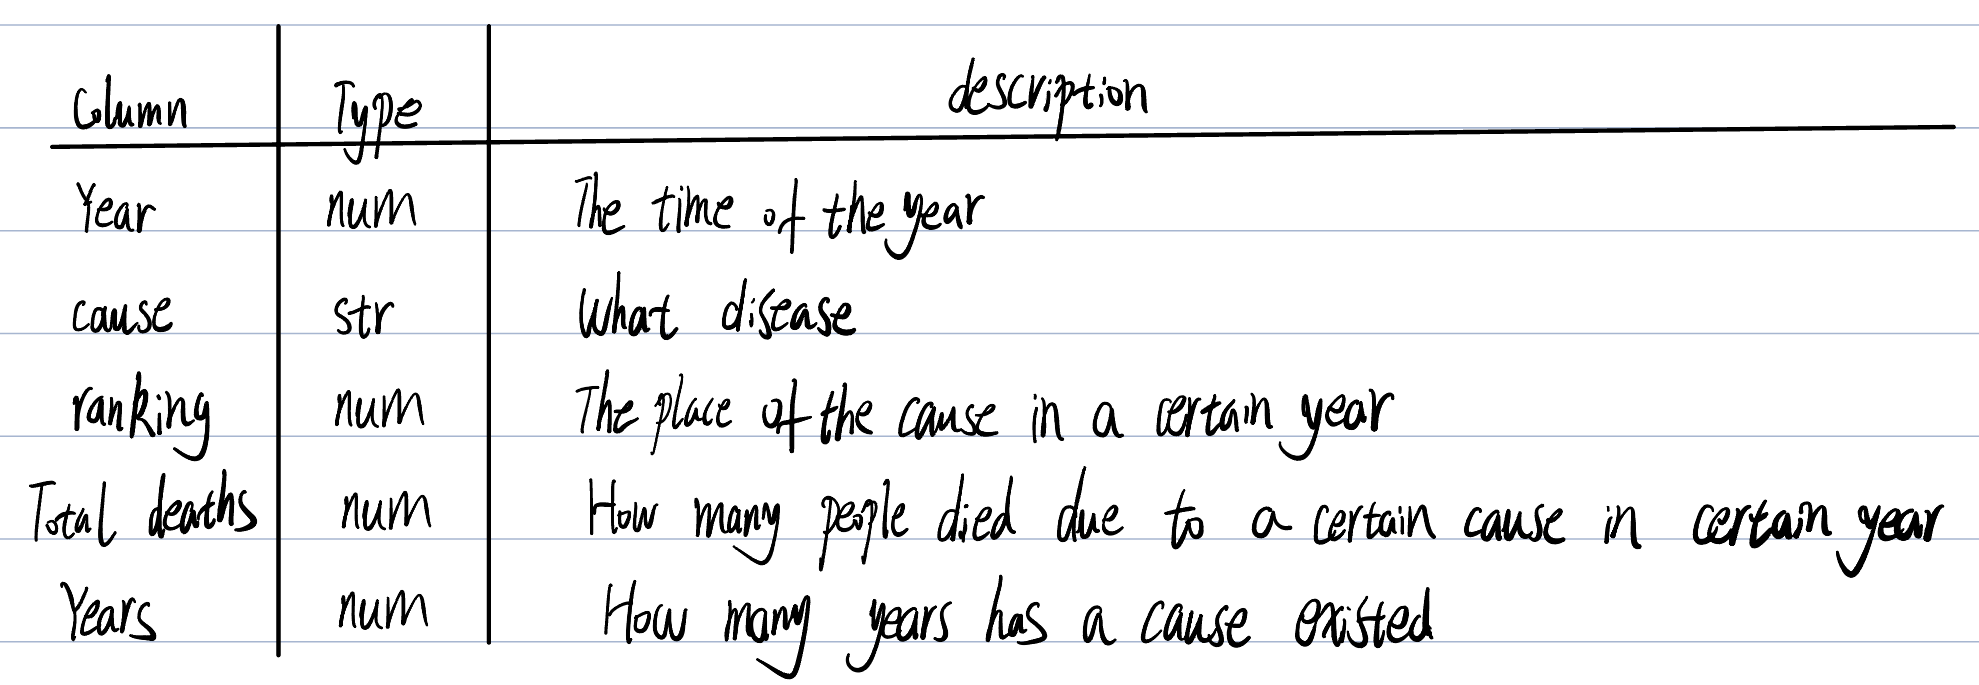 Column Type description
Year num The time of the year
cause str What disease
ranking num The place of the cause in a certain year
Total deaths num How many people died due to a certain cause in certain year
Years num How many years has a cause existed